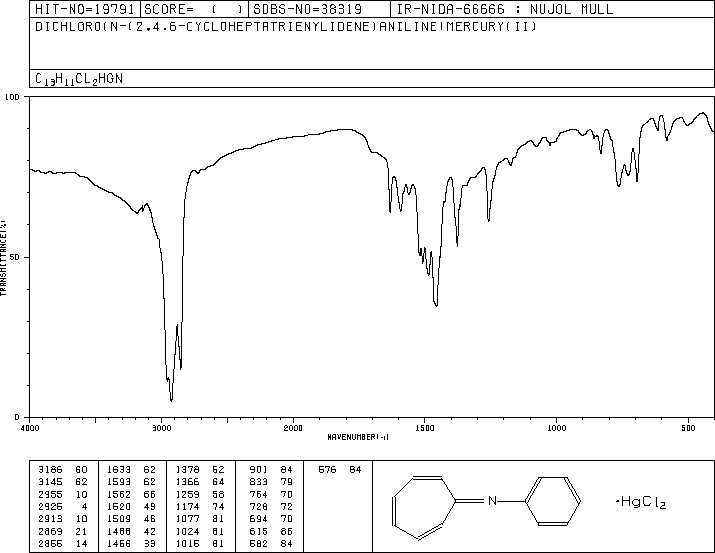 HIT-NO=19791 SCORE= ( ) SDBS-NO=38319 IR-NIDA-66666 : NUJOL MULL
DICHLORO(N-(2,4,6-CYCLOHEPTATRIENYLIDENE)ANILINE)MERCURY(II)
C13H11CL2HGN
100
50
0
TRANSMITTANCE(%)
4000 3000 2000 1500 1000 500
WAVENUMBER(-1)
3186 60 1633 62 1378 52 901 84 576 84
3145 62 1593 62 1366 64 833 79
2955 10 1562 66 1259 58 764 70
2925 4 1520 49 1174 74 728 72
2913 10 1509 46 1077 81 694 70
2869 21 1488 42 1024 81 615 86
2855 14 1456 33 1015 81 582 84
N
·HgCl2